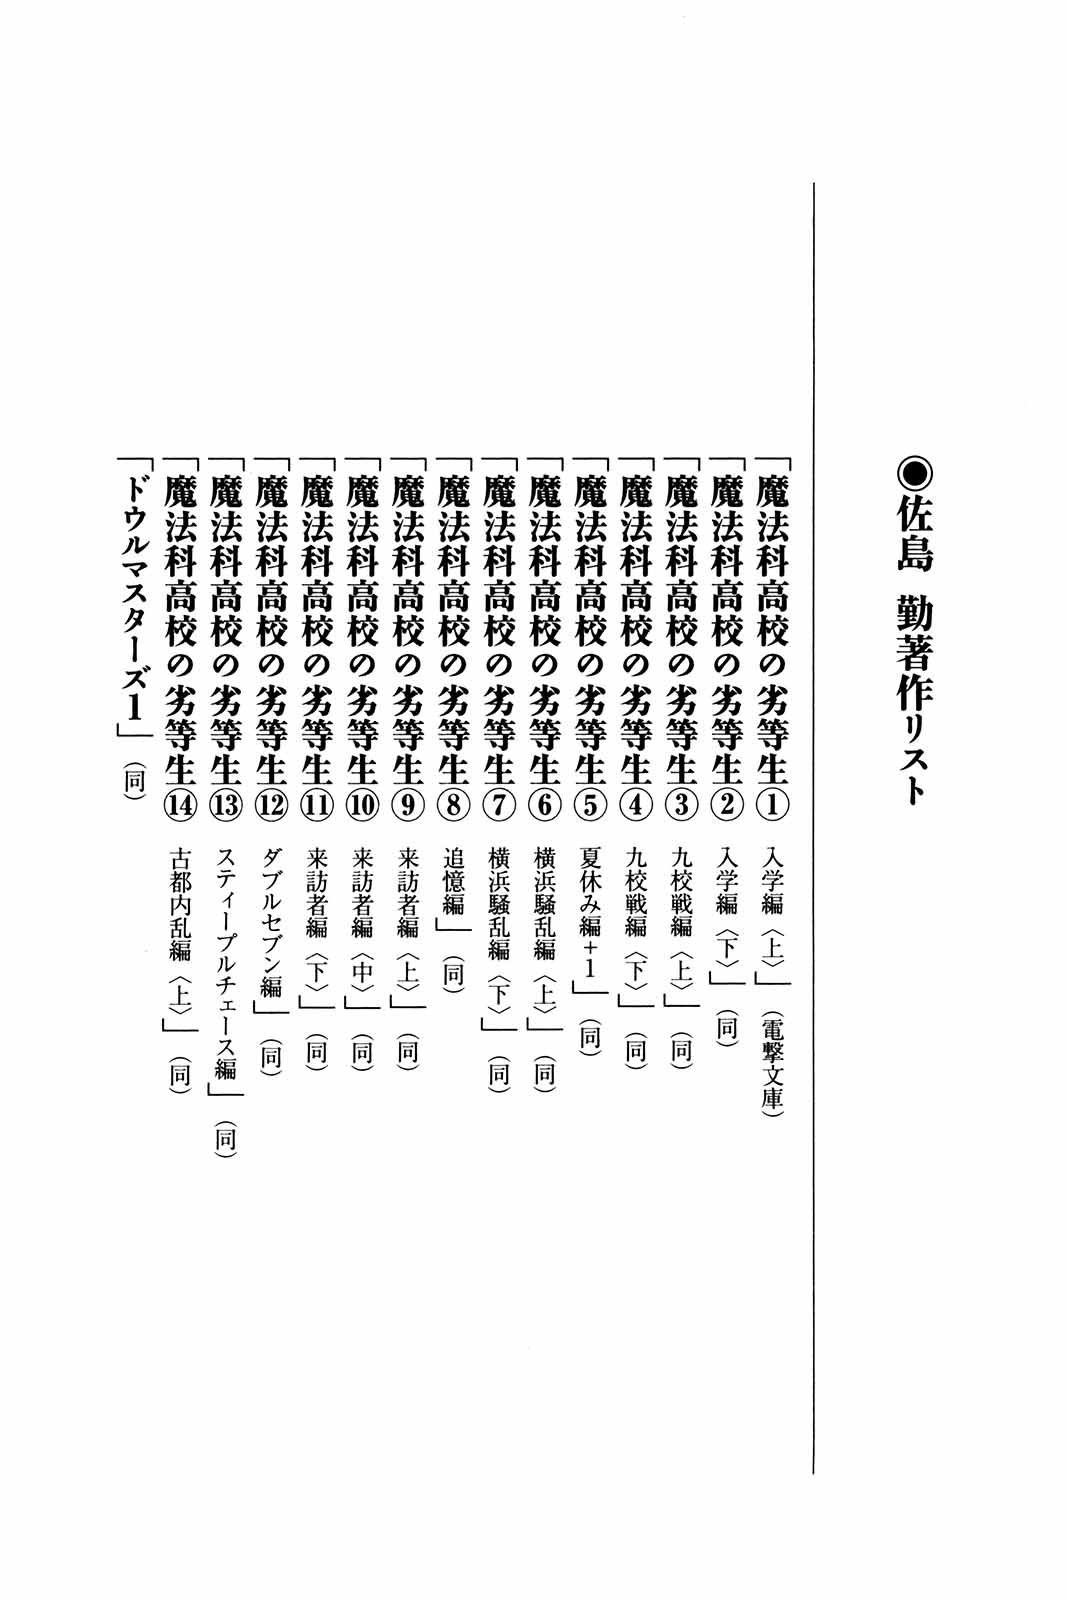 ◉佐島 勤著作リスト
「魔法科高校の劣等生① 入学編〈上〉」（電撃文庫）
「魔法科高校の劣等生② 入学編〈下〉」（同）
「魔法科高校の劣等生③ 九校戦編〈上〉」（同）
「魔法科高校の劣等生④ 九校戦編〈下〉」（同）
「魔法科高校の劣等生⑤ 夏休み編+1」（同）
「魔法科高校の劣等生⑥ 横浜騒乱編〈上〉」（同）
「魔法科高校の劣等生⑦ 横浜騒乱編〈下〉」（同）
「魔法科高校の劣等生⑧ 追憶編」（同）
「魔法科高校の劣等生⑨ 来訪者編〈上〉」（同）
「魔法科高校の劣等生⑩ 来訪者編〈中〉」（同）
「魔法科高校の劣等生⑪ 来訪者編〈下〉」（同）
「魔法科高校の劣等生⑫ ダブルセブン編」（同）
「魔法科高校の劣等生⑬ スティープルチェース編」（同）
「魔法科高校の劣等生⑭ 古都内乱編〈上〉」（同）
「ドウルマスターズ1」（同）